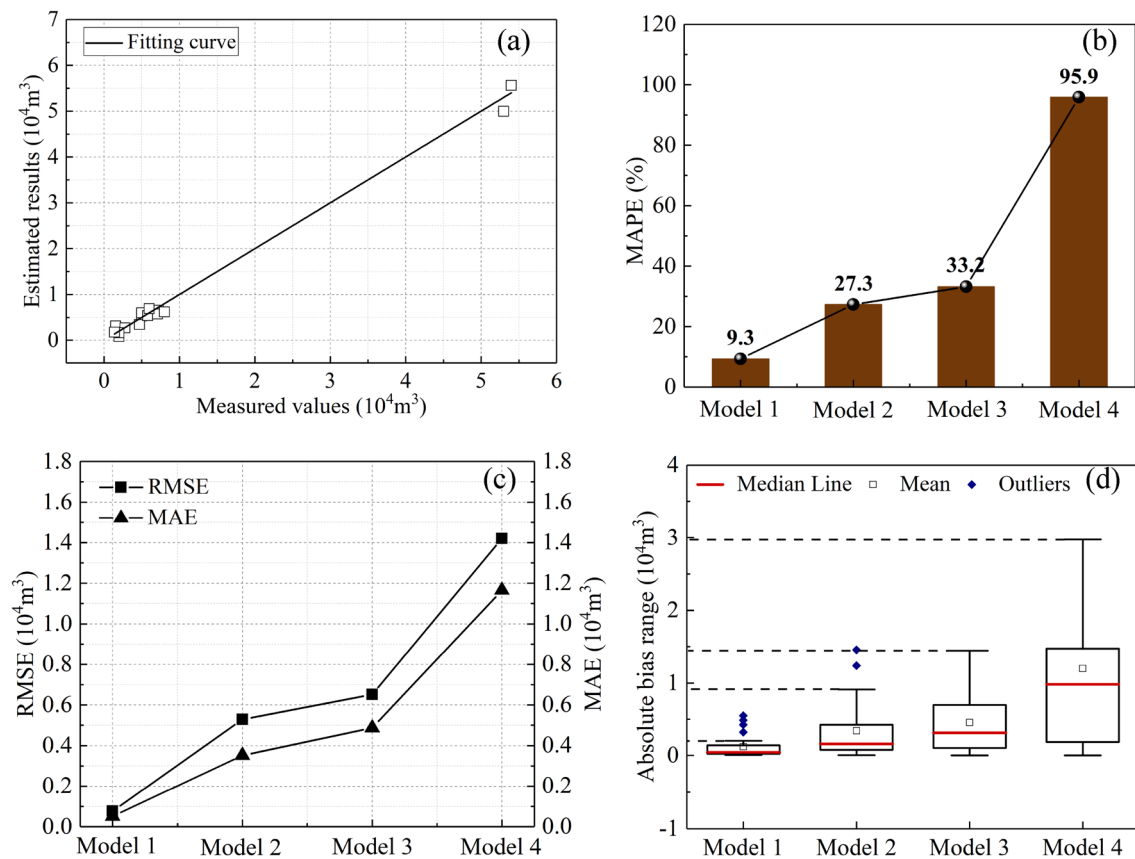 (a)
Fitting curve
7
6
5
4
3
2
1
0
Estimated results (10⁴m³)
0 1 2 3 4 5 6
Measured values (10⁴m³)
(b)
120
100
80
60
40
20
0
MAPE (%)
9.3
27.3
33.2
95.9
Model 1 Model 2 Model 3 Model 4
(c)
RMSE
MAE
1.8
1.6
1.4
1.2
1.0
0.8
0.6
0.4
0.2
0.0
RMSE (10⁴m³)
1.8
1.6
1.4
1.2
1.0
0.8
0.6
0.4
0.2
0.0
MAE (10⁴m³)
Model 1 Model 2 Model 3 Model 4
(d)
Median Line Mean Outliers
4
3
2
1
0
-1
Absolute bias range (10⁴m³)
Model 1 Model 2 Model 3 Model 4